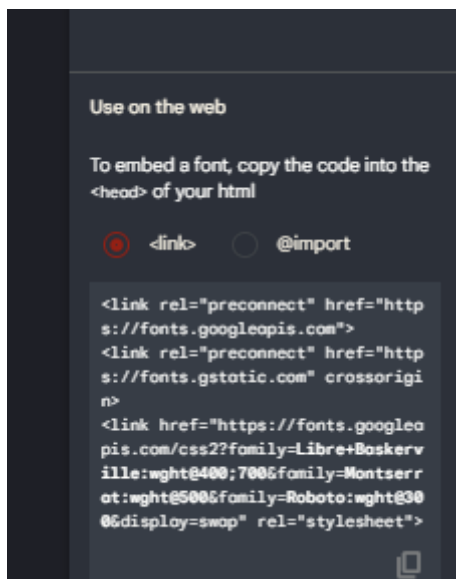 Use on the web
To embed a font, copy the code into the
<head> of your html
<link>
@import
<link rel="preconnect" href="http
s://fonts.googleapis.com">
<link rel="preconnect" href="http
s://fonts.gstatic.com" crossorigi
n>
<link href="https://fonts.googlea
pis.com/css2?family=Libre+Baskerv
ille:wght@400;700&family=Montserr
at:wght@500&family=Roboto:wght@30
0&display=swap" rel="stylesheet">